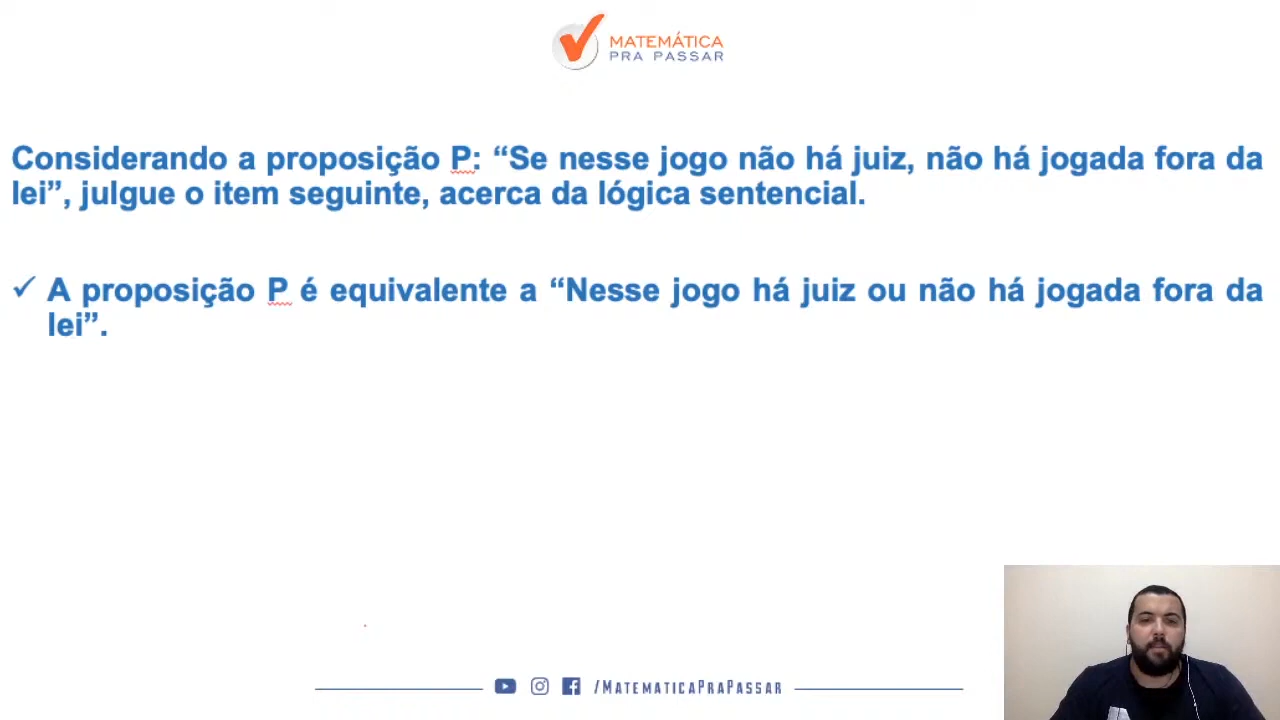 MATEMÁTICA
PRA PASSAR
Considerando a proposição P: “Se nesse jogo não há juiz, não há jogada fora da
lei”, julgue o item seguinte, acerca da lógica sentencial.
✓ A proposição P é equivalente a “Nesse jogo há juiz ou não há jogada fora da
lei”.
/MATEMATICAPRAPASSAR